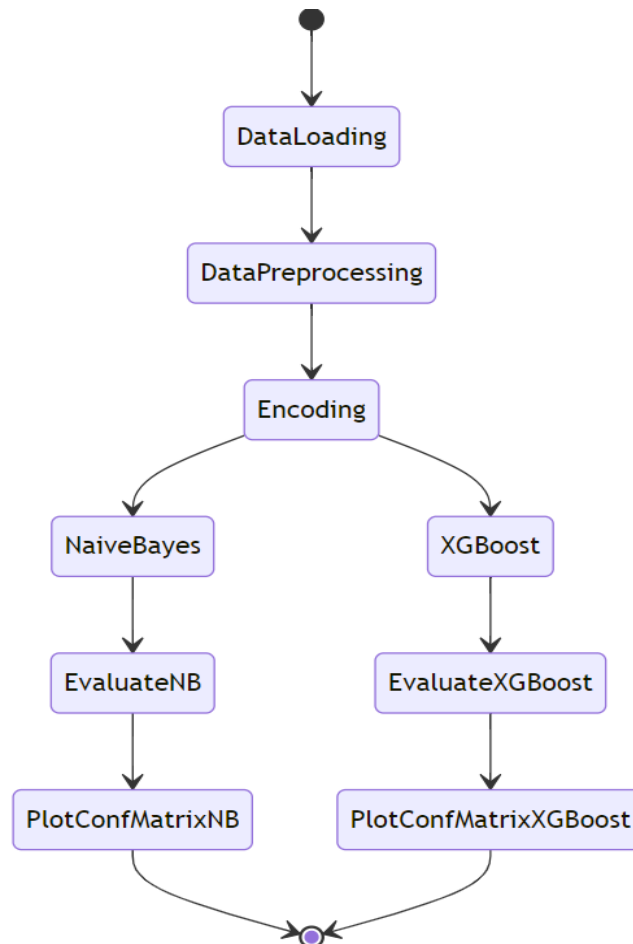 DataLoading
DataPreprocessing
Encoding
NaiveBayes
XGBoost
EvaluateNB
EvaluateXGBoost
PlotConfMatrixNB
PlotConfMatrixXGBoost